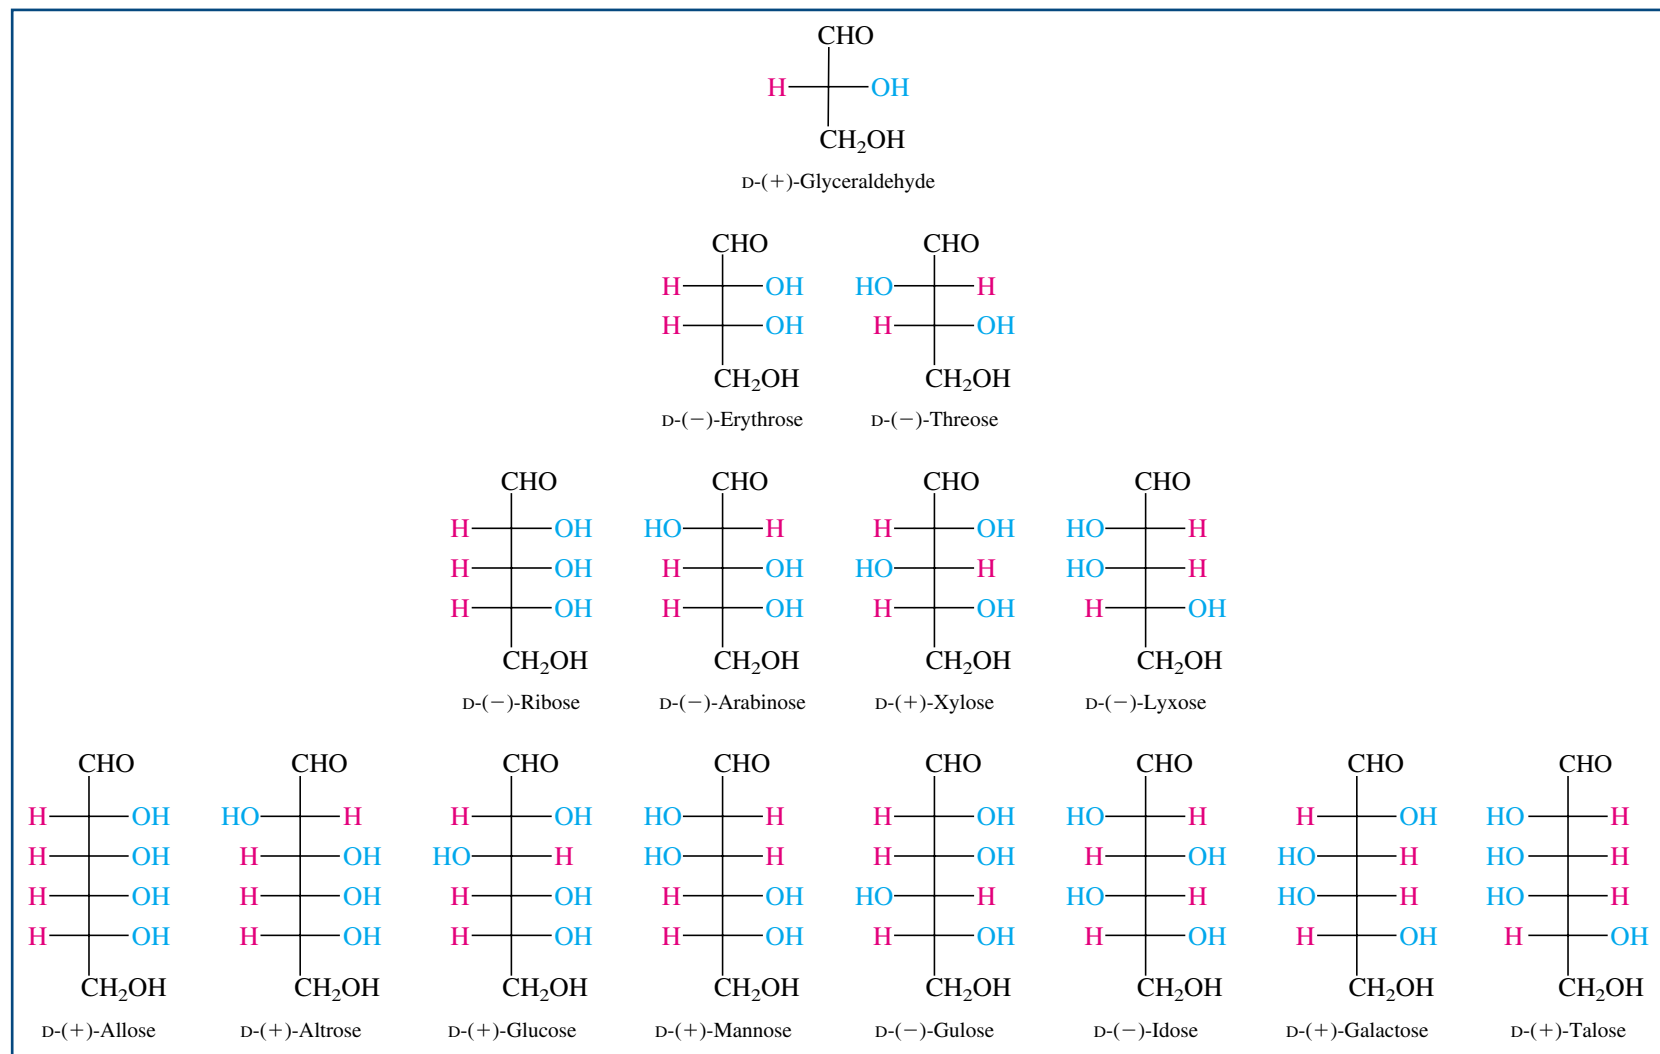 CHO
H OH
CH₂OH
D-(+)-Glyceraldehyde
CHO CHO
H OH HO H
H OH H OH
CH₂OH CH₂OH
D-(−)-Erythrose D-(−)-Threose
CHO CHO CHO CHO
H OH HO H H OH HO H
H OH H OH HO H HO H
H OH H OH H OH H OH
CH₂OH CH₂OH CH₂OH CH₂OH
D-(−)-Ribose D-(−)-Arabinose D-(+)-Xylose D-(−)-Lyxose
CHO CHO CHO CHO CHO CHO CHO CHO
H OH HO H H OH HO H H OH HO H H OH HO H
H OH H OH HO H HO H H OH H OH HO H HO H
H OH H OH H OH H OH HO H HO H HO H HO H
H OH H OH H OH H OH H OH H OH H OH H OH
CH₂OH CH₂OH CH₂OH CH₂OH CH₂OH CH₂OH CH₂OH CH₂OH
D-(+)-Allose D-(+)-Altrose D-(+)-Glucose D-(+)-Mannose D-(−)-Gulose D-(−)-Idose D-(+)-Galactose D-(+)-Talose